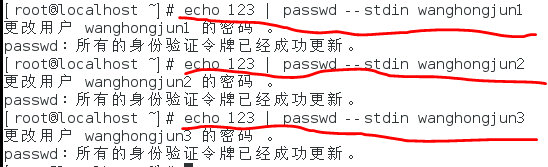 [root@localhost ~]# echo 123 | passwd --stdin wanghongjun1
更改用户 wanghongjun1 的密码 。
passwd：所有的身份验证令牌已经成功更新。
[root@localhost ~]# echo 123 | passwd --stdin wanghongjun2
更改用户 wanghongjun2 的密码 。
passwd：所有的身份验证令牌已经成功更新。
[root@localhost ~]# echo 123 | passwd --stdin wanghongjun3
更改用户 wanghongjun3 的密码 。
passwd：所有的身份验证令牌已经成功更新。